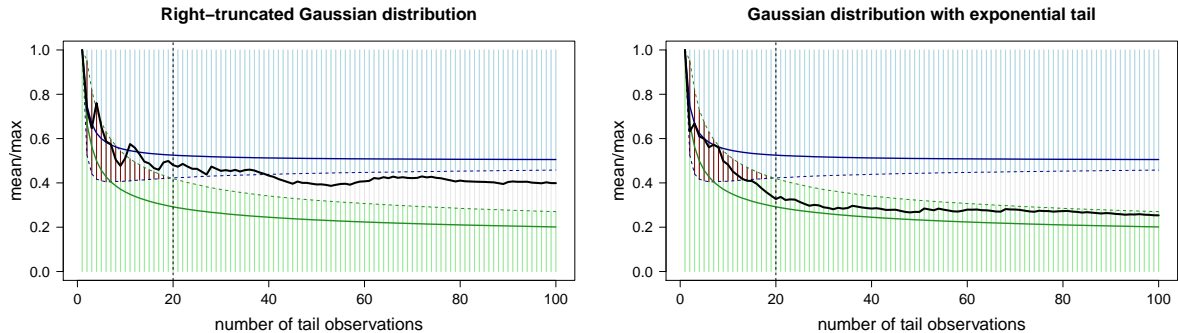 Right−truncated Gaussian distribution
mean/max
1.0
0.8
0.6
0.4
0.2
0.0
0 20 40 60 80 100
number of tail observations
Gaussian distribution with exponential tail
mean/max
1.0
0.8
0.6
0.4
0.2
0.0
0 20 40 60 80 100
number of tail observations